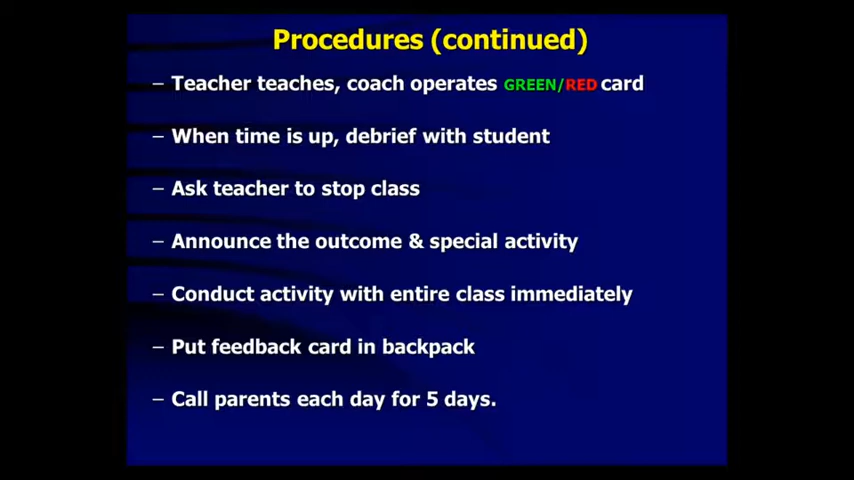 Procedures (continued)
– Teacher teaches, coach operates GREEN/RED card
– When time is up, debrief with student
– Ask teacher to stop class
– Announce the outcome & special activity
– Conduct activity with entire class immediately
– Put feedback card in backpack
– Call parents each day for 5 days.